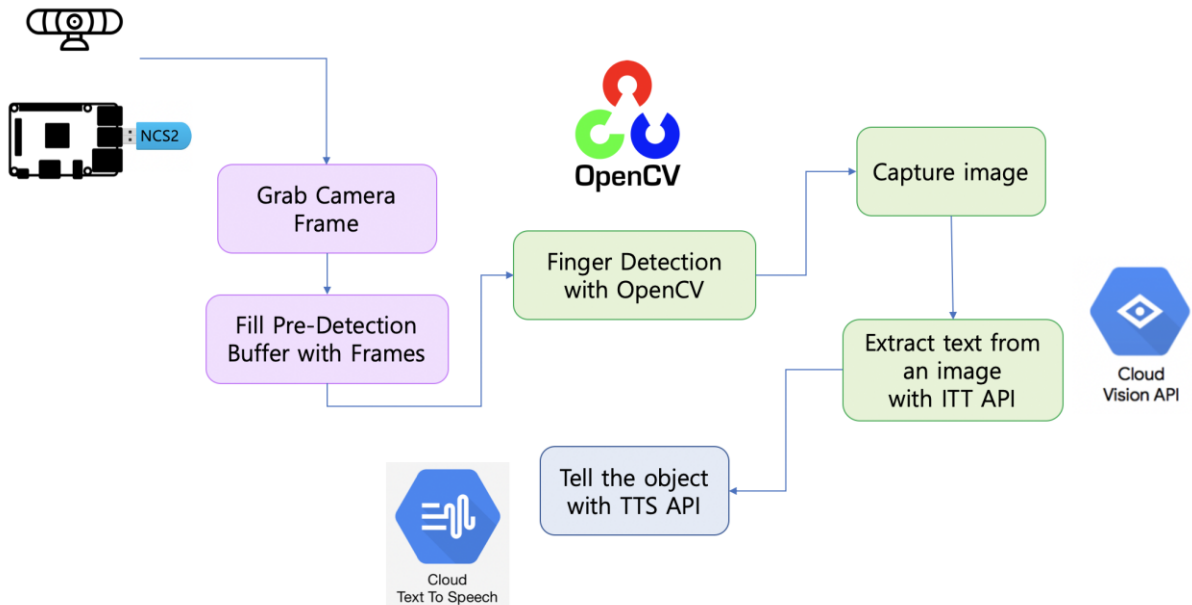 NCS2
OpenCV
Grab Camera
Frame
Fill Pre-Detection
Buffer with Frames
Finger Detection
with OpenCV
Capture image
Extract text from
an image
with ITT API
Cloud
Vision API
Tell the object
with TTS API
Cloud
Text To Speech